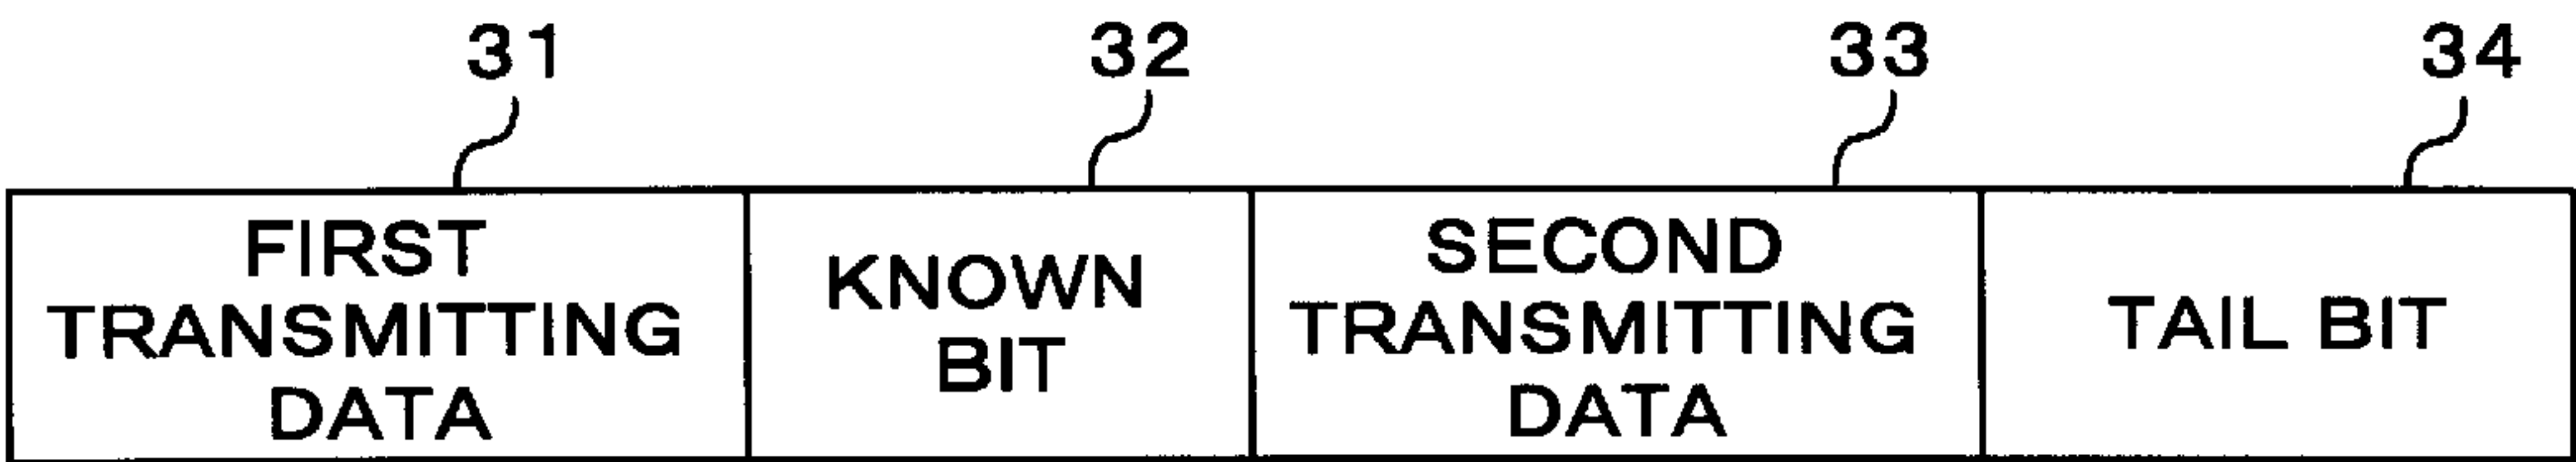 31 32 33 34
FIRST
TRANSMITTING
DATA
KNOWN
BIT
SECOND
TRANSMITTING
DATA
TAIL BIT